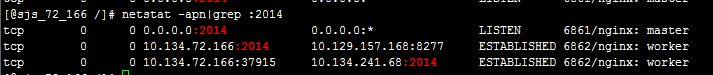 [@sjs_72_166 /]# netstat -apn|grep :2014
tcp 0 0 0.0.0.0:2014 0.0.0.0:* LISTEN 6861/nginx: master
tcp 0 0 10.134.72.166:2014 10.129.157.168:8277 ESTABLISHED 6862/nginx: worker
tcp 0 0 10.134.72.166:37915 10.134.241.68:2014 ESTABLISHED 6862/nginx: worker